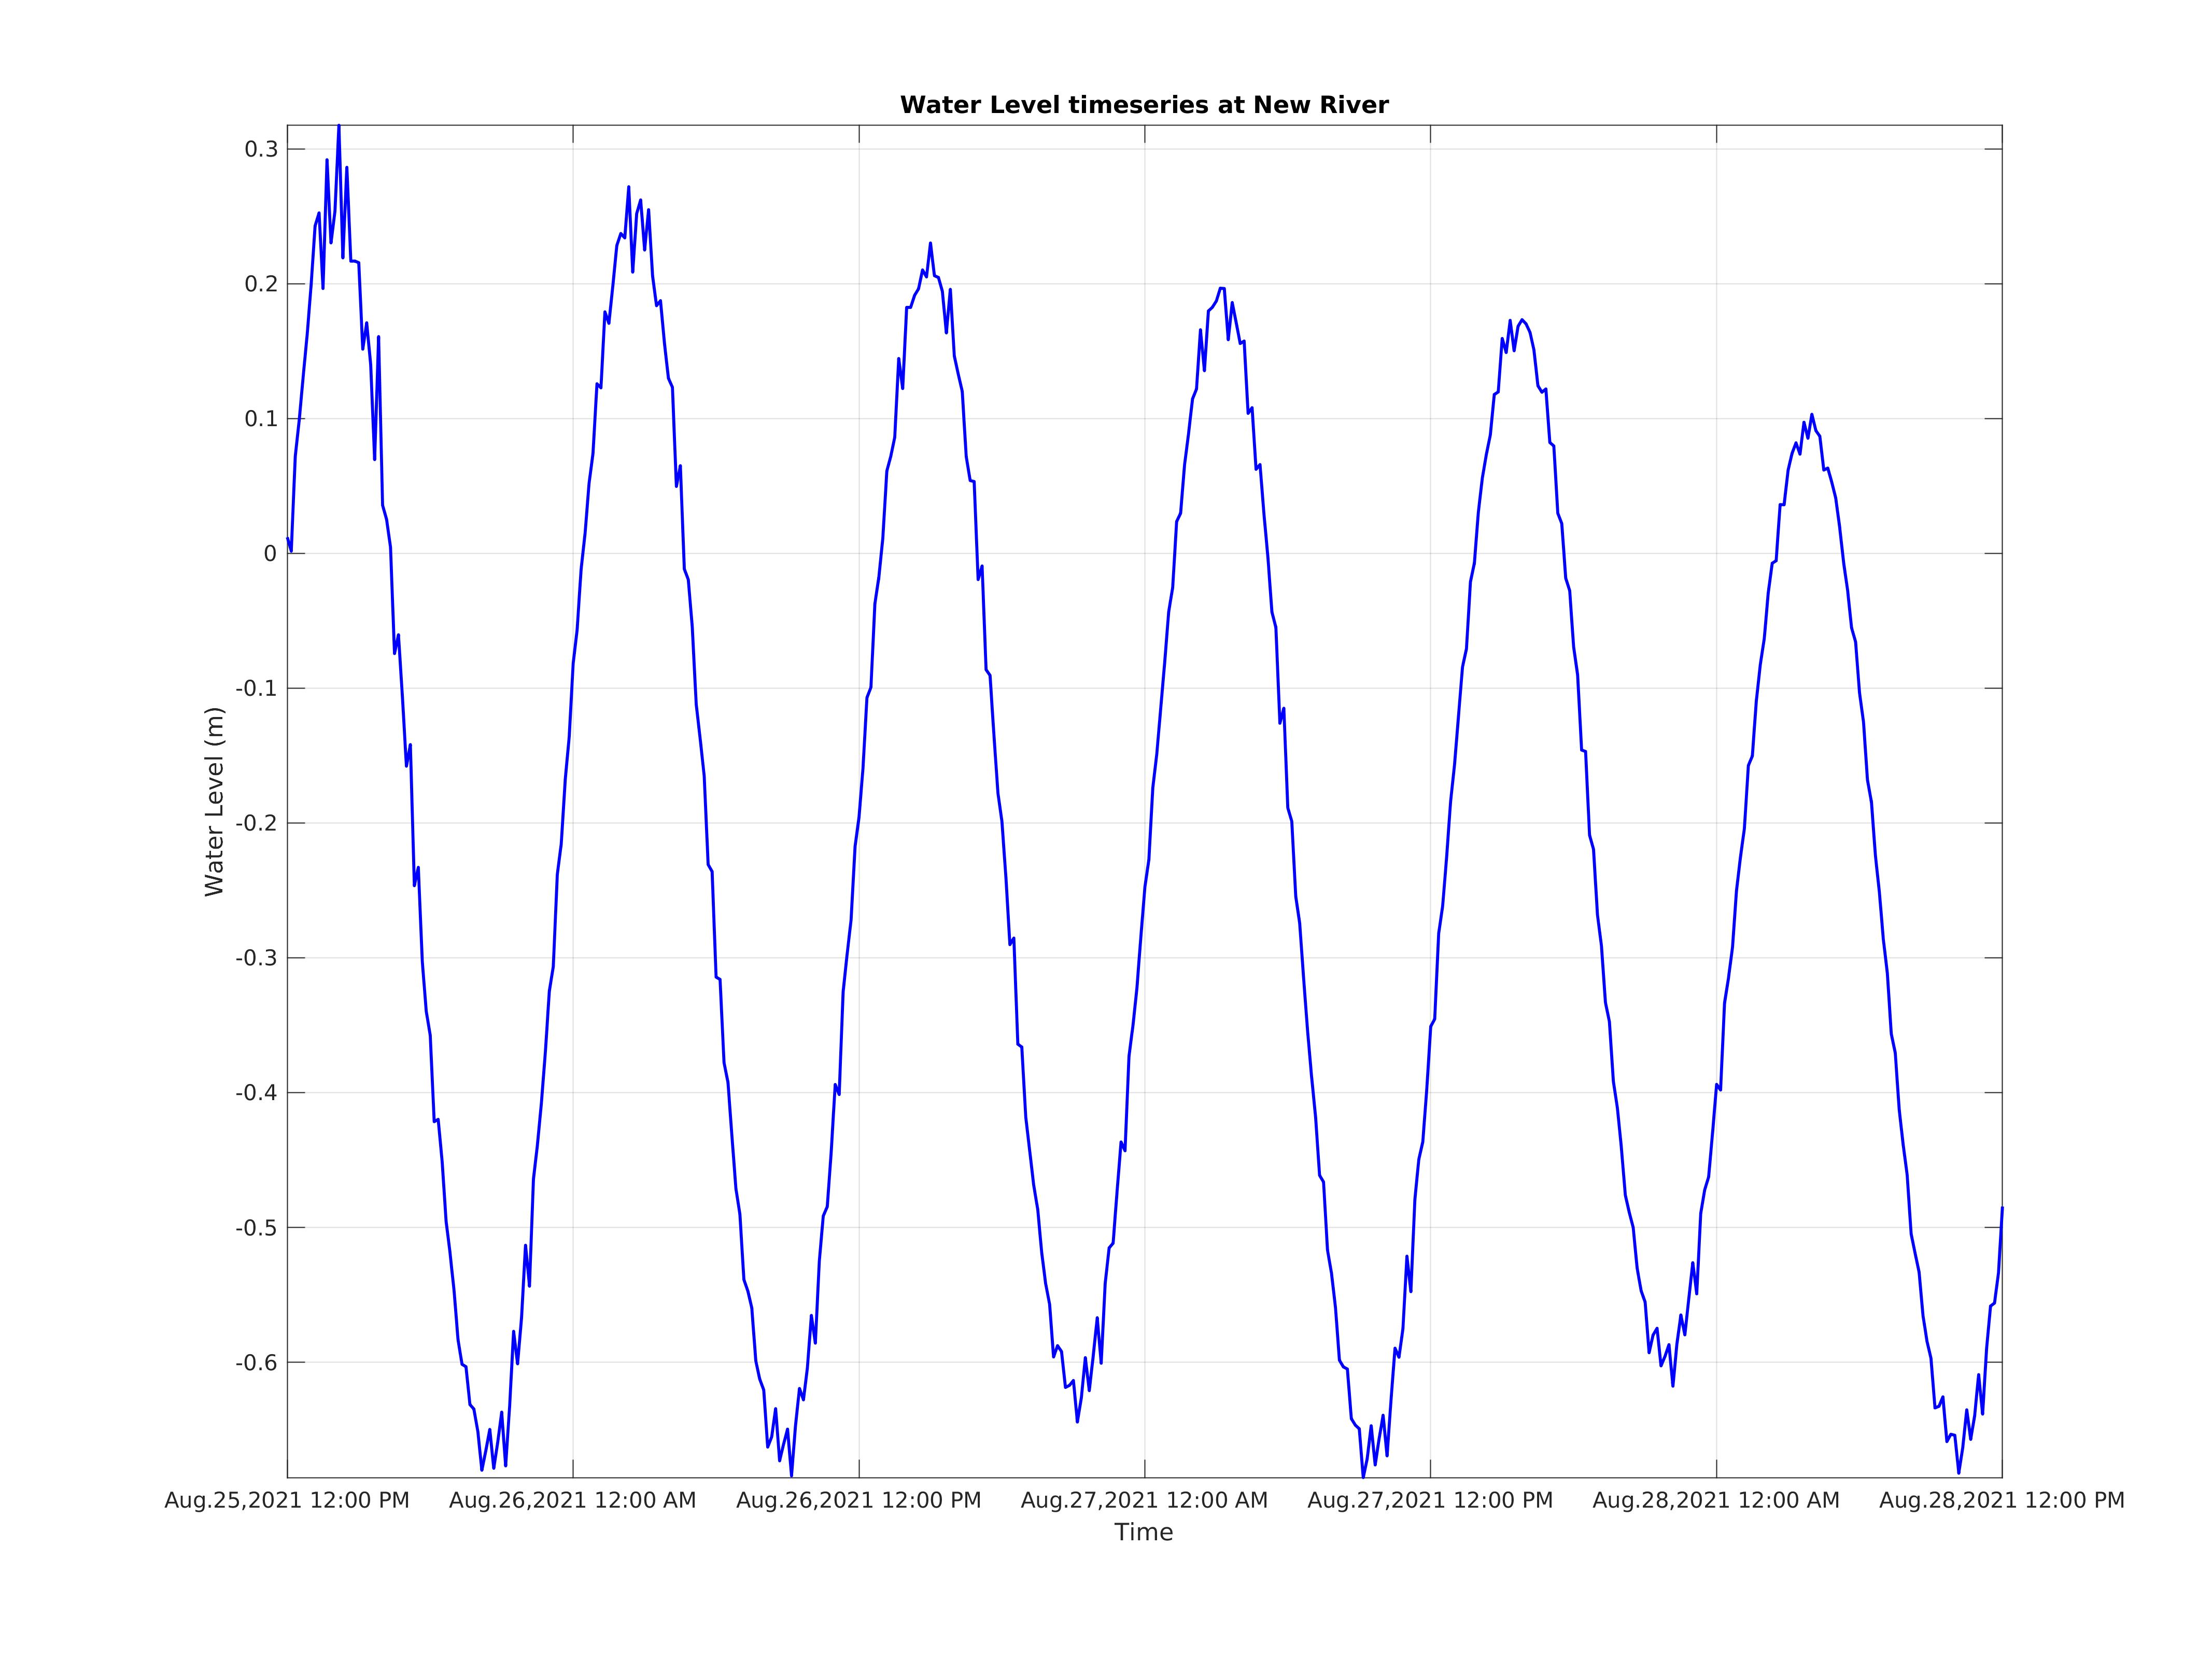 Water Level timeseries at New River
0.3
0.2
0.1
0
-0.1
-0.2
-0.3
-0.4
-0.5
-0.6
Water Level (m)
Aug.25,2021 12:00 PM Aug.26,2021 12:00 AM Aug.26,2021 12:00 PM Aug.27,2021 12:00 AM Aug.27,2021 12:00 PM Aug.28,2021 12:00 AM Aug.28,2021 12:00 PM
Time